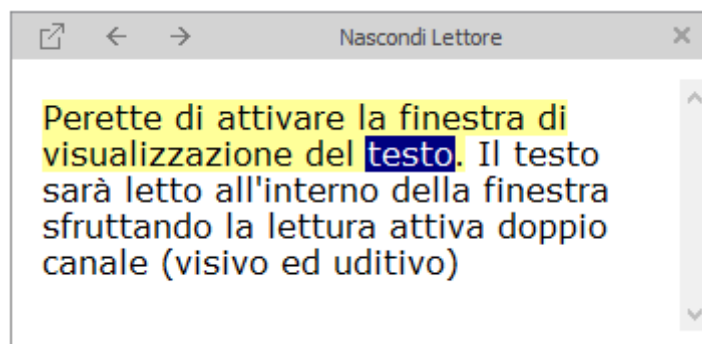 Nascondi Lettore
Perette di attivare la finestra di
visualizzazione del testo. Il testo
sarà letto all'interno della finestra
sfruttando la lettura attiva doppio
canale (visivo ed uditivo)